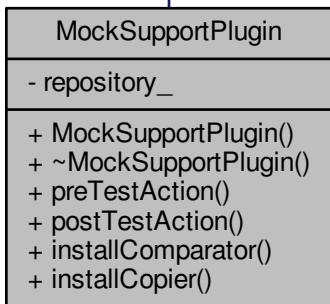 MockSupportPlugin
- repository_
+ MockSupportPlugin()
+ ~MockSupportPlugin()
+ preTestAction()
+ postTestAction()
+ installComparator()
+ installCopier()